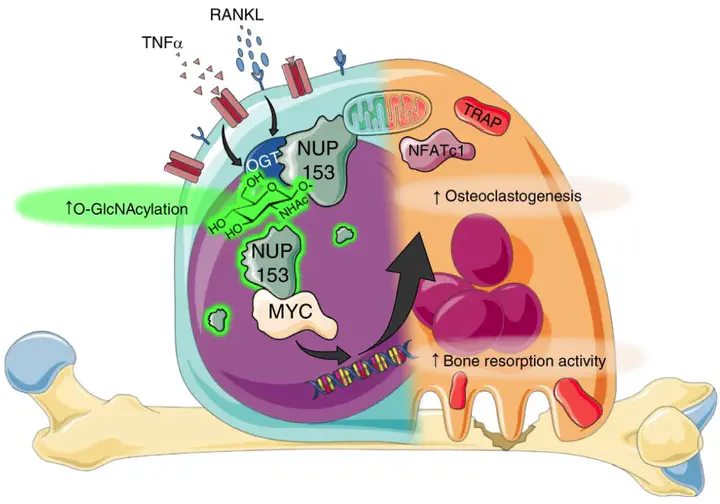 RANKL
TNFα
TRAP
NFATc1
OGT
NUP
153
OH
O
O-
NHAc
HO
HO
↑O-GlcNAcylation
↑ Osteoclastogenesis
NUP
153
MYC
↑ Bone resorption activity